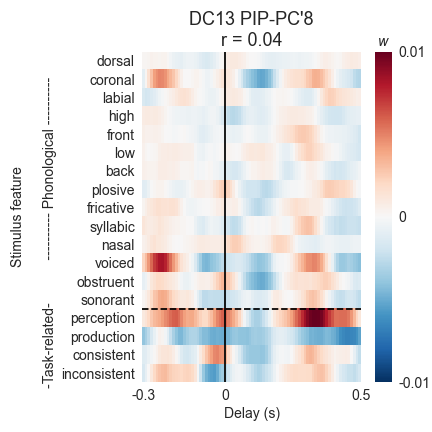 DC13 PIP-PC'8
r = 0.04
w
dorsal
coronal
labial
high
front
low
back
plosive
fricative
syllabic
nasal
voiced
obstruent
sonorant
perception
production
consistent
inconsistent
Stimulus feature
---------- Phonological ----------
-Task-related-
-0.3
0
0.5
Delay (s)
0.01
0
-0.01